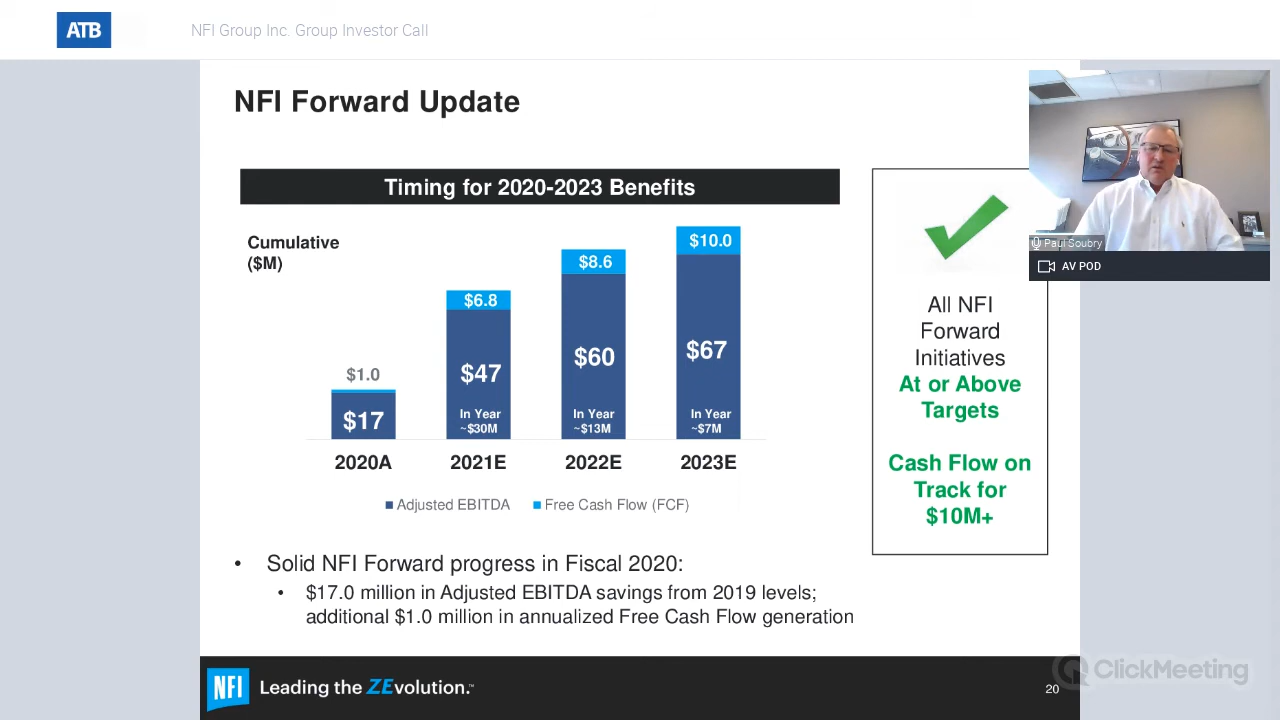 ATB
NFI Group Inc. Group Investor Call
NFI Forward Update
Timing for 2020-2023 Benefits
Cumulative
($M)
$1.0
$6.8
$8.6
$10.0
$17
$47
$60
$67
In Year
~$30M
In Year
~$13M
In Year
~$7M
2020A
2021E
2022E
2023E
Adjusted EBITDA
Free Cash Flow (FCF)
Paul Soubry
AV POD
All NFI
Forward
Initiatives
At or Above
Targets
Cash Flow on
Track for
$10M+
• Solid NFI Forward progress in Fiscal 2020:
• $17.0 million in Adjusted EBITDA savings from 2019 levels;
additional $1.0 million in annualized Free Cash Flow generation
NFI
Leading the ZEvolution.™
20
ClickMeeting